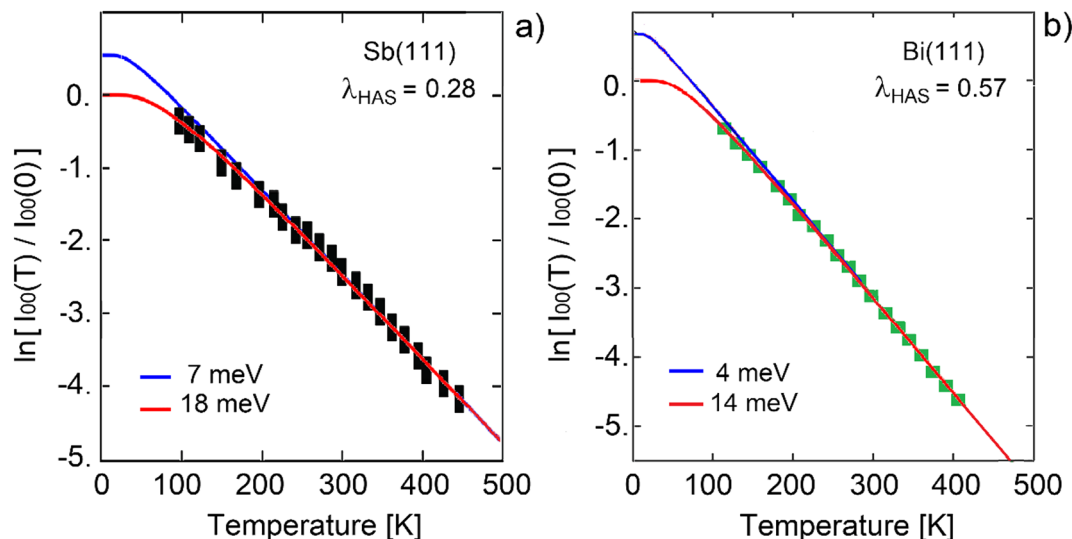 a)
Sb(111)
λHAS = 0.28
0.
-1.
-2.
-3.
-4.
-5.
ln[ I00(T) / I00(0)]
7 meV
18 meV
0 100 200 300 400 500
Temperature [K]
b)
Bi(111)
λHAS = 0.57
0.
-1.
-2.
-3.
-4.
-5.
ln[ I00(T) / I00(0)]
4 meV
14 meV
0 100 200 300 400 500
Temperature [K]